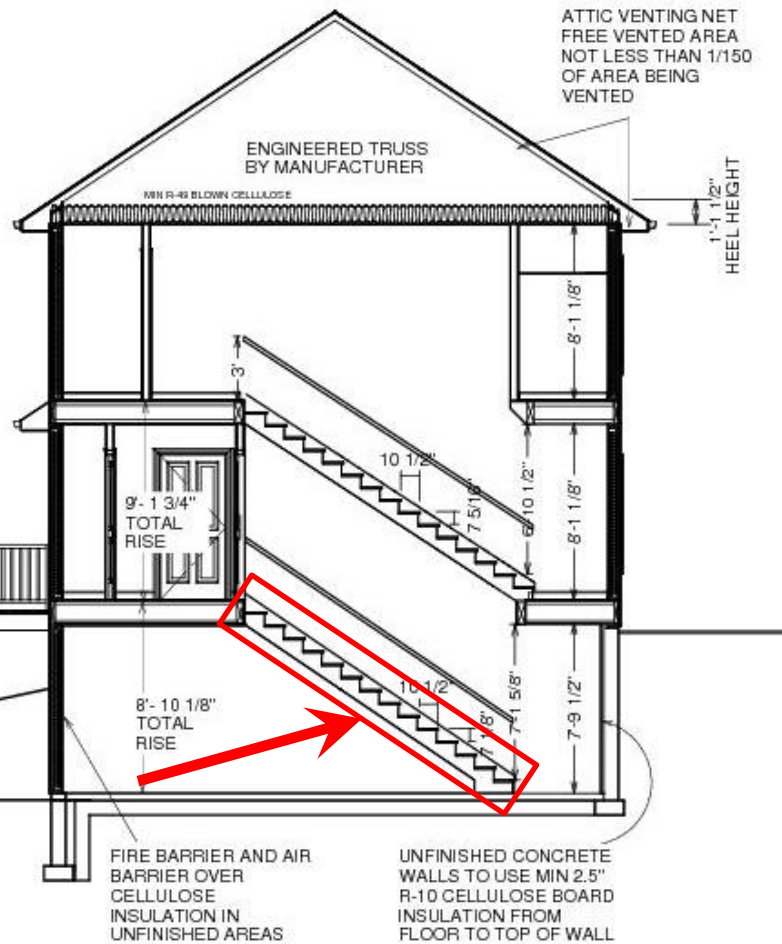 ATTIC VENTING NET
FREE VENTED AREA
NOT LESS THAN 1/150
OF AREA BEING
VENTED
ENGINEERED TRUSS
BY MANUFACTURER
MIN R-49 BLOWN CELLULOSE
1'-1 1/2"
HEEL HEIGHT
8'-1 1/8"
3'
10 1/2"
7 5/16"
6'-10 1/2"
8'-1 1/8"
9'- 1 3/4"
TOTAL
RISE
8'- 10 1/8"
TOTAL
RISE
10 1/2"
7 1/8"
7'-1 5/8"
7'-9 1/2"
FIRE BARRIER AND AIR
BARRIER OVER
CELLULOSE
INSULATION IN
UNFINISHED AREAS
UNFINISHED CONCRETE
WALLS TO USE MIN 2.5"
R-10 CELLULOSE BOARD
INSULATION FROM
FLOOR TO TOP OF WALL